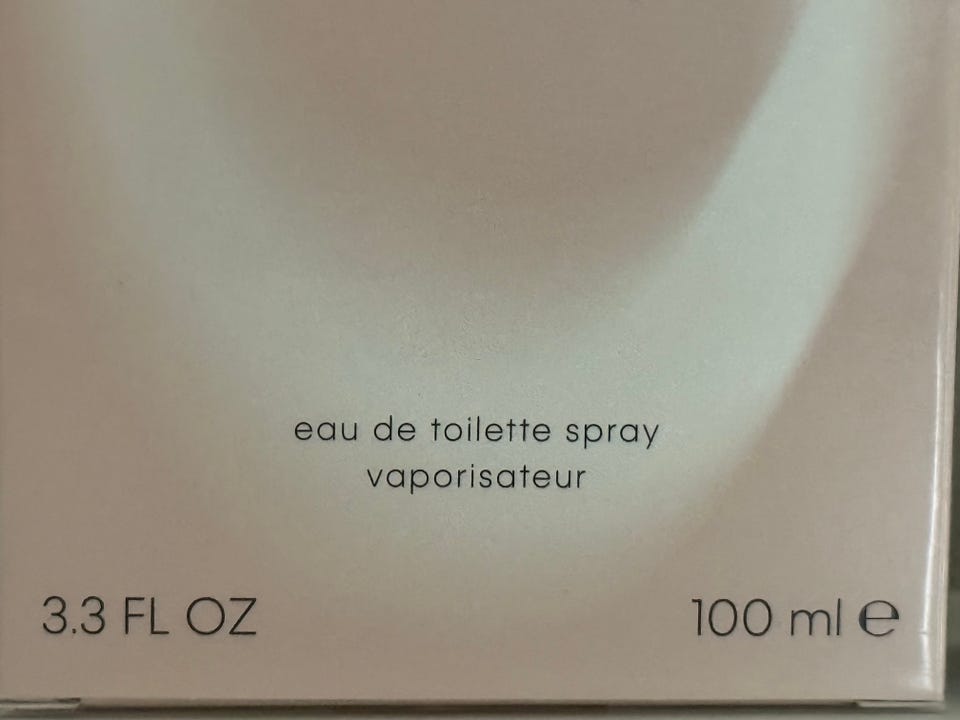 eau de toilette spray
vaporisateur
3.3 FL OZ 100 ml ℮